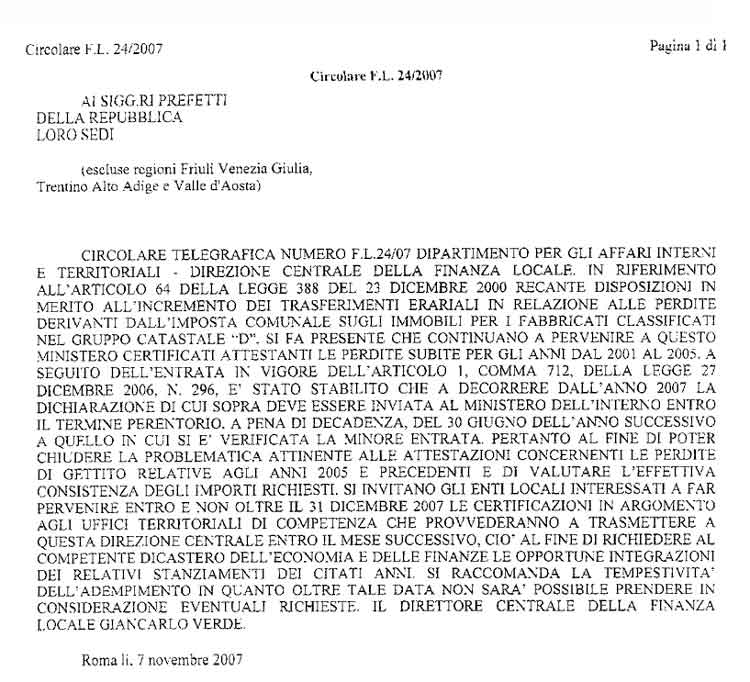 Circolare F.L. 24/2007
Pagina 1 di 1
Circolare F.L. 24/2007
AI SIGG.RI PREFETTI
DELLA REPUBBLICA
LORO SEDI
(escluse regioni Friuli Venezia Giulia,
Trentino Alto Adige e Valle d'Aosta)
CIRCOLARE TELEGRAFICA NUMERO F.L.24/07 DIPARTIMENTO PER GLI AFFARI INTERNI
E TERRITORIALI - DIREZIONE CENTRALE DELLA FINANZA LOCALE. IN RIFERIMENTO
ALL'ARTICOLO 64 DELLA LEGGE 388 DEL 23 DICEMBRE 2000 RECANTE DISPOSIZIONI IN
MERITO ALL'INCREMENTO DEI TRASFERIMENTI ERARIALI IN RELAZIONE ALLE PERDITE
DERIVANTI DALL'IMPOSTA COMUNALE SUGLI IMMOBILI PER I FABBRICATI CLASSIFICATI
NEL GRUPPO CATASTALE "D". SI FA PRESENTE CHE CONTINUANO A PERVENIRE A QUESTO
MINISTERO CERTIFICATI ATTESTANTI LE PERDITE SUBITE PER GLI ANNI DAL 2001 AL 2005. A
SEGUITO DELL'ENTRATA IN VIGORE DELL'ARTICOLO 1, COMMA 712, DELLA LEGGE 27
DICEMBRE 2006, N. 296, E' STATO STABILITO CHE A DECORRERE DALL'ANNO 2007 LA
DICHIARAZIONE DI CUI SOPRA DEVE ESSERE INVIATA AL MINISTERO DELL'INTERNO ENTRO
IL TERMINE PERENTORIO, A PENA DI DECADENZA, DEL 30 GIUGNO DELL'ANNO SUCCESSIVO
A QUELLO IN CUI SI E' VERIFICATA LA MINORE ENTRATA. PERTANTO AL FINE DI POTER
CHIUDERE LA PROBLEMATICA ATTINENTE ALLE ATTESTAZIONI CONCERNENTI LE PERDITE
DI GETTITO RELATIVE AGLI ANNI 2005 E PRECEDENTI E DI VALUTARE L'EFFETTIVA
CONSISTENZA DEGLI IMPORTI RICHIESTI. SI INVITANO GLI ENTI LOCALI INTERESSATI A FAR
PERVENIRE ENTRO E NON OLTRE IL 31 DICEMBRE 2007 LE CERTIFICAZIONI IN ARGOMENTO
AGLI UFFICI TERRITORIALI DI COMPETENZA CHE PROVVEDERANNO A TRASMETTERE A
QUESTA DIREZIONE CENTRALE ENTRO IL MESE SUCCESSIVO, CIO' AL FINE DI RICHIEDERE AL
COMPETENTE DICASTERO DELL'ECONOMIA E DELLE FINANZE LE OPPORTUNE INTEGRAZIONI
DEI RELATIVI STANZIAMENTI DEI CITATI ANNI. SI RACCOMANDA LA TEMPESTIVITA'
DELL'ADEMPIMENTO IN QUANTO OLTRE TALE DATA NON SARA' POSSIBILE PRENDERE IN
CONSIDERAZIONE EVENTUALI RICHIESTE. IL DIRETTORE CENTRALE DELLA FINANZA
LOCALE GIANCARLO VERDE.
Roma li, 7 novembre 2007